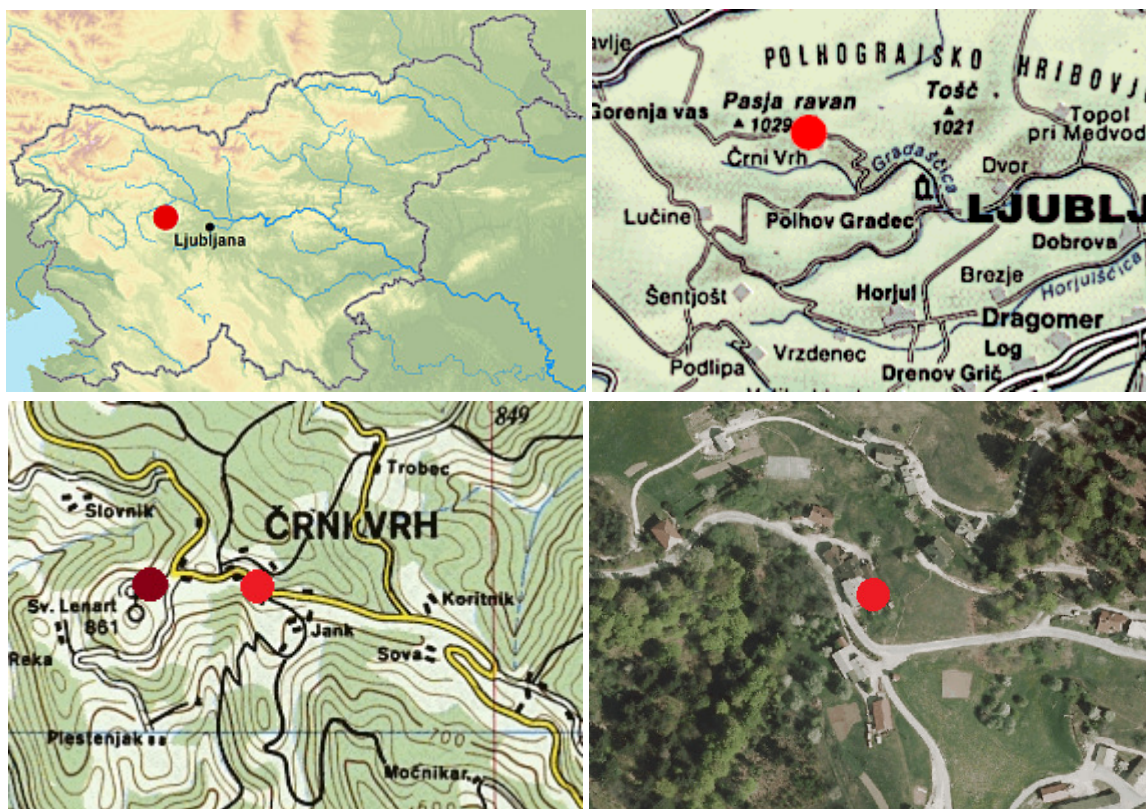 Ljubljana
avlje
POLHOGRAJSKO HRIBOVJ
Gorenja vas
Pasja ravan
1029
Tošč
1021
Topol
pri Medvod
Črni Vrh
Gradaščica
Dvor
Lučine
Polhov Gradec
LJUBLJ
Dobrova
Brezje
Horjulščica
Šentjošt
Horjul
Dragomer
Vrzdenec
Log
Podlipa
Drenov Grič
849
Trobec
Slovnik
ČRNI VRH
Sv. Lenart
861
Koritnik
Jank
Reka
Sova
Plestenjak
700
Močnikar
600